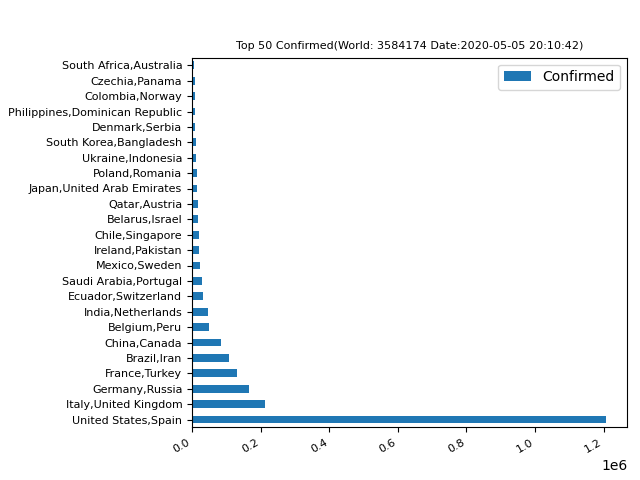 Top 50 Confirmed(World: 3584174 Date:2020-05-05 20:10:42)
Confirmed
South Africa,Australia
Czechia,Panama
Colombia,Norway
Philippines,Dominican Republic
Denmark,Serbia
South Korea,Bangladesh
Ukraine,Indonesia
Poland,Romania
Japan,United Arab Emirates
Qatar,Austria
Belarus,Israel
Chile,Singapore
Ireland,Pakistan
Mexico,Sweden
Saudi Arabia,Portugal
Ecuador,Switzerland
India,Netherlands
Belgium,Peru
China,Canada
Brazil,Iran
France,Turkey
Germany,Russia
Italy,United Kingdom
United States,Spain
0.0 0.2 0.4 0.6 0.8 1.0 1.2
1e6